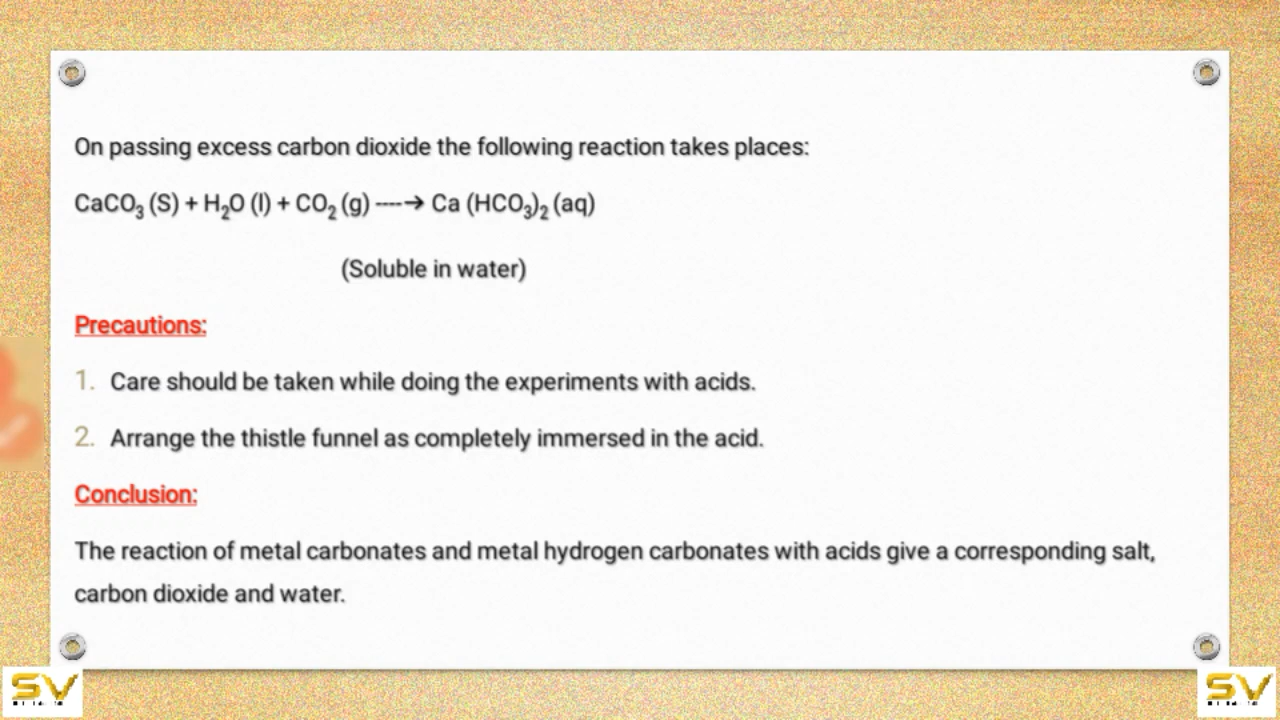 On passing excess carbon dioxide the following reaction takes places:
CaCO₃ (S) + H₂O (l) + CO₂ (g) ----→ Ca (HCO₃)₂ (aq)
(Soluble in water)
Precautions:
1. Care should be taken while doing the experiments with acids.
2. Arrange the thistle funnel as completely immersed in the acid.
Conclusion:
The reaction of metal carbonates and metal hydrogen carbonates with acids give a corresponding salt,
carbon dioxide and water.
SV
SV